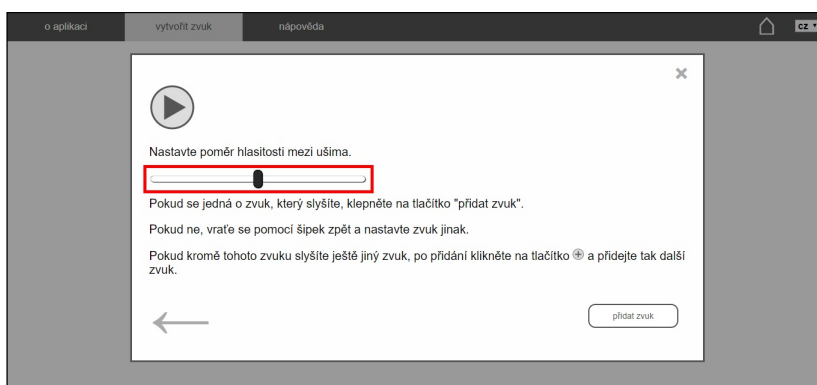 o aplikaci vytvořit zvuk nápověda cz
Nastavte poměr hlasitosti mezi ušima.
Pokud se jedná o zvuk, který slyšíte, klepněte na tlačítko "přidat zvuk".
Pokud ne, vraťe se pomocí šipek zpět a nastavte zvuk jinak.
Pokud kromě tohoto zvuku slyšíte ještě jiný zvuk, po přidání klikněte na tlačítko ⊕ a přidejte tak další
zvuk.
přidat zvuk